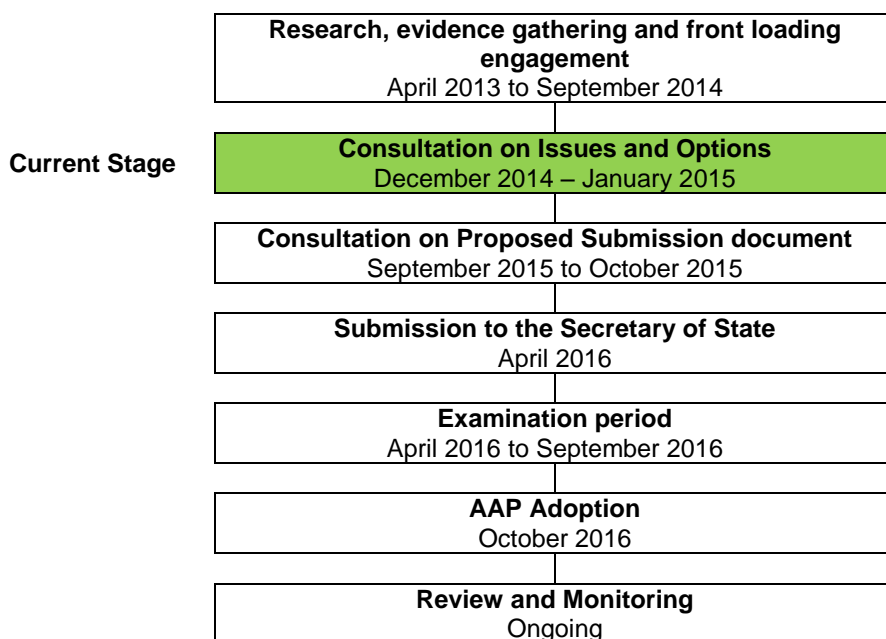 Research, evidence gathering and front loading
engagement
April 2013 to September 2014
Current Stage
Consultation on Issues and Options
December 2014 – January 2015
Consultation on Proposed Submission document
September 2015 to October 2015
Submission to the Secretary of State
April 2016
Examination period
April 2016 to September 2016
AAP Adoption
October 2016
Review and Monitoring
Ongoing